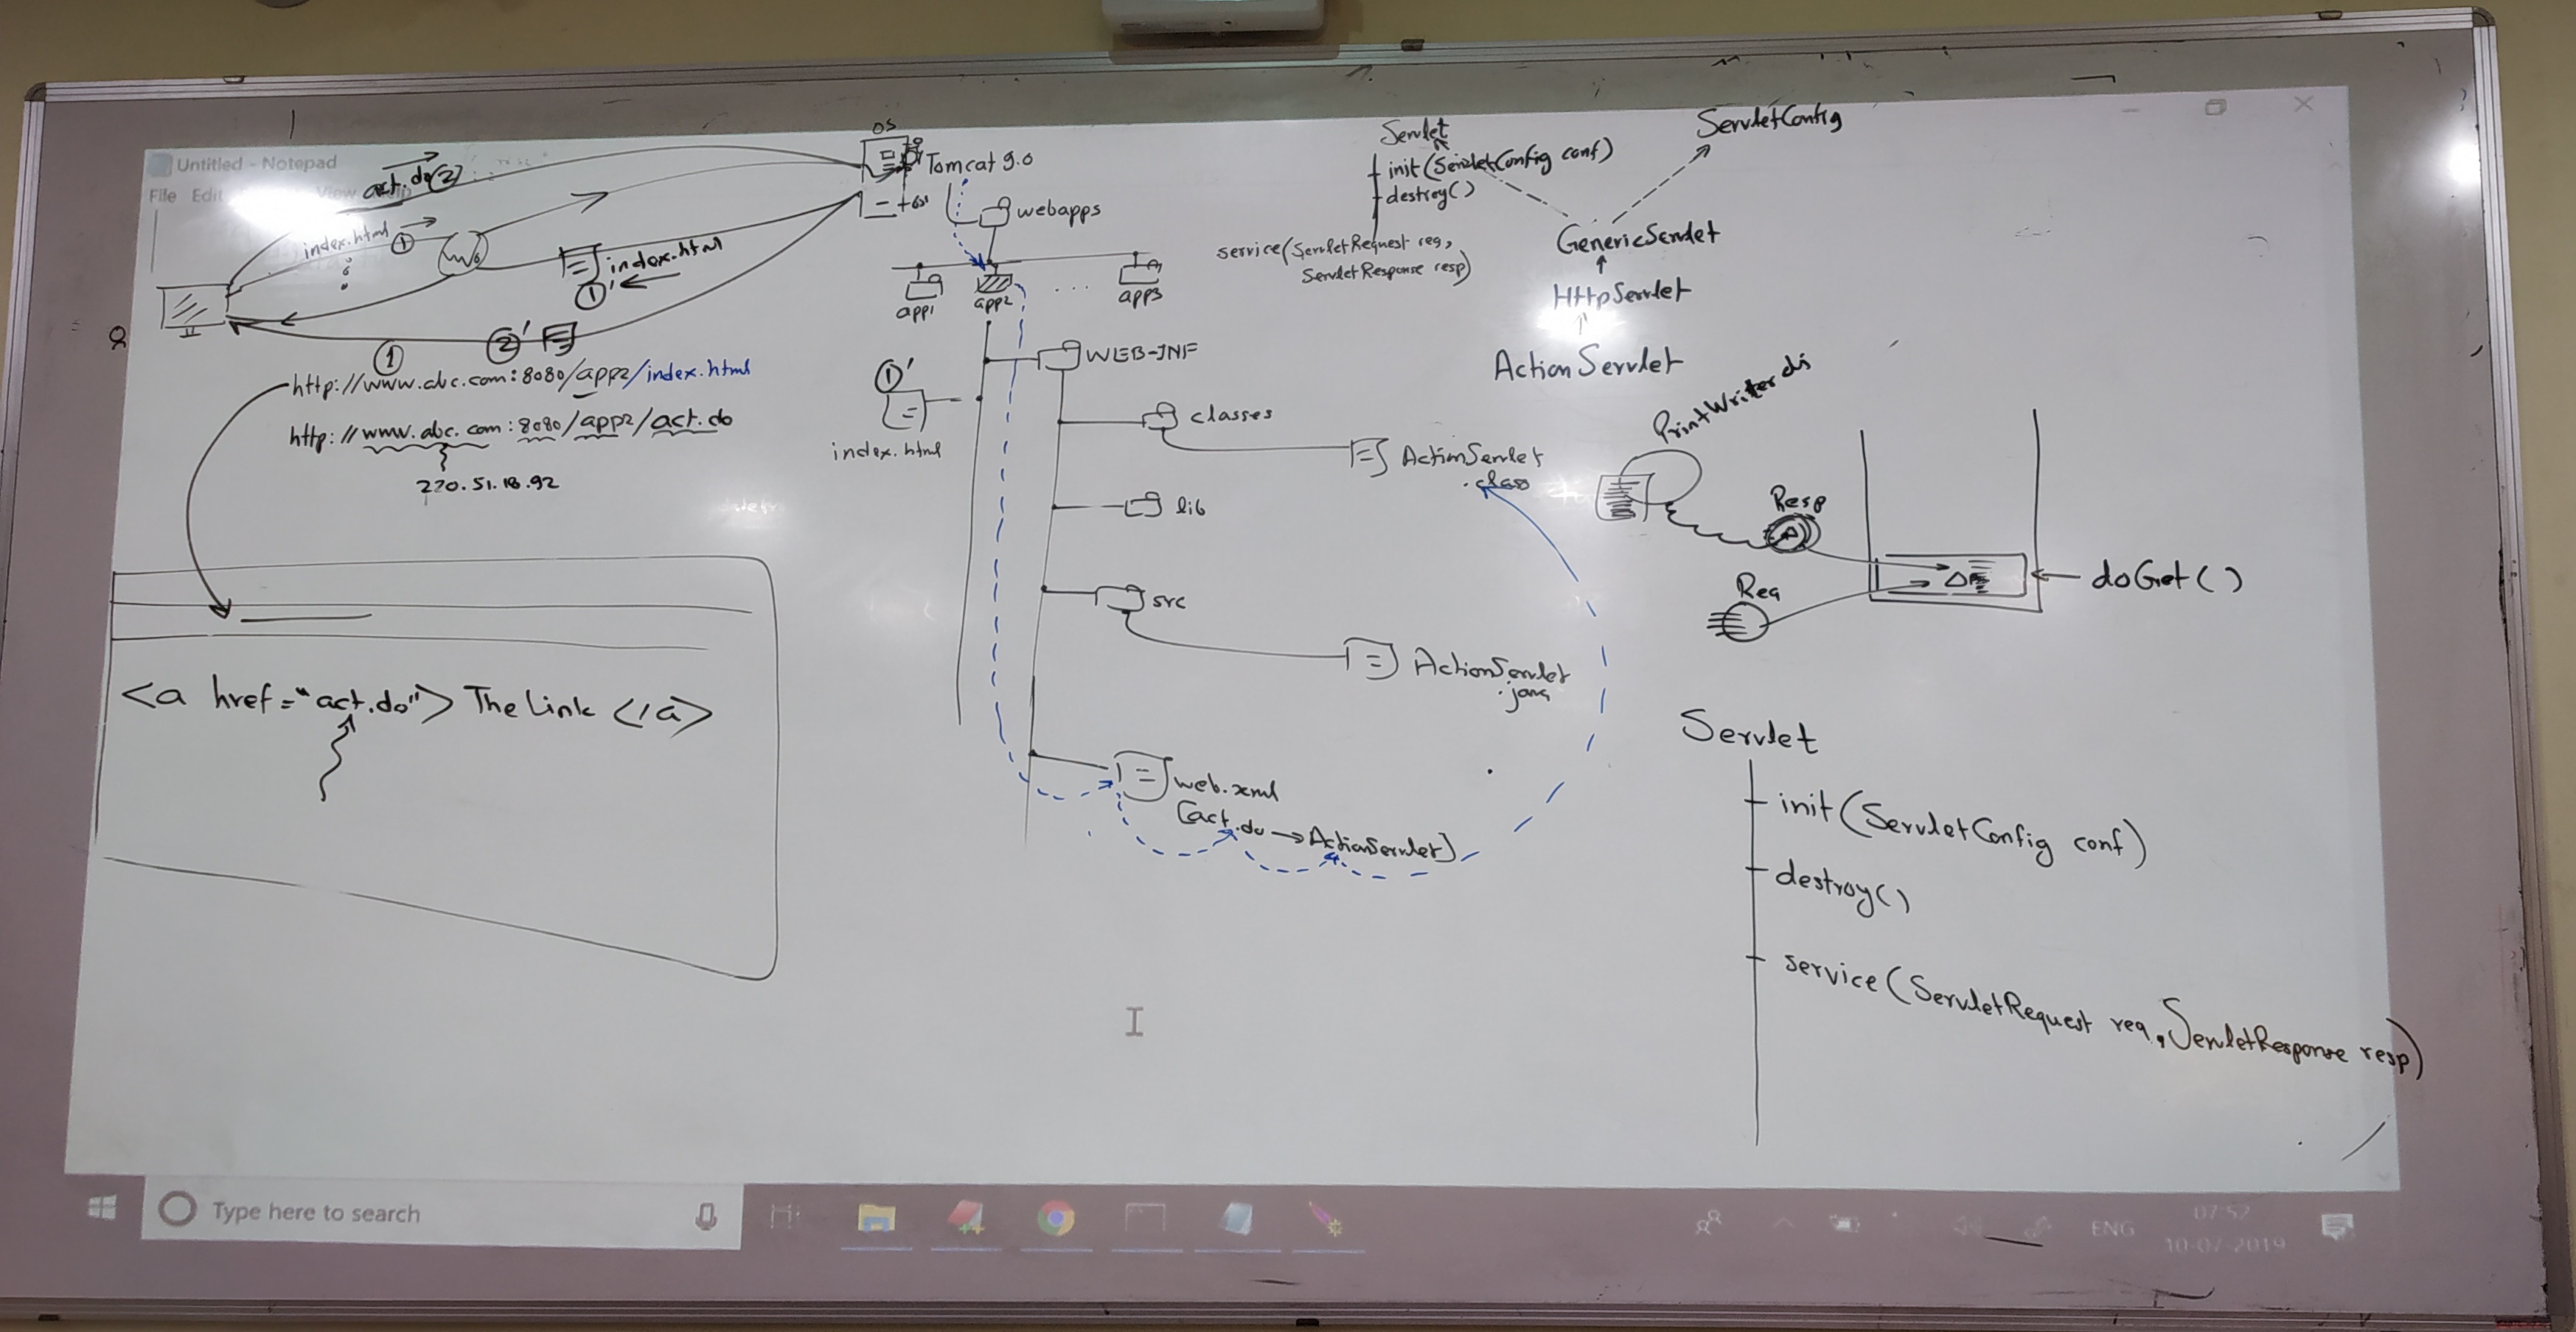 Untitled - Notepad
File Edit View
act.do (2)
index.html ①
index.html
①'
②'
OS
Tomcat 9.0
webapps
app1
app2
. . .
app3
①
http://www.abc.com:8080/app2/index.html
http://www.abc.com:8080/app2/act.do
220.51.18.92
<a href="act.do"> The Link </a>
①'
index.html
WEB-INF
classes
ActionServlet
.class
lib
src
ActionServlet
.java
web.xml
[act.do → ActionServlet]
Servlet
init(ServletConfig conf)
destroy()
service(ServletRequest req,
ServletResponse resp)
ServletConfig
GenericServlet
HttpServlet
ActionServlet
PrintWriter
Resp
Req
doGet()
Servlet
init(ServletConfig conf)
destroy()
service(ServletRequest req, ServletResponse resp)
Type here to search
ENG
07:52
10-07-2019